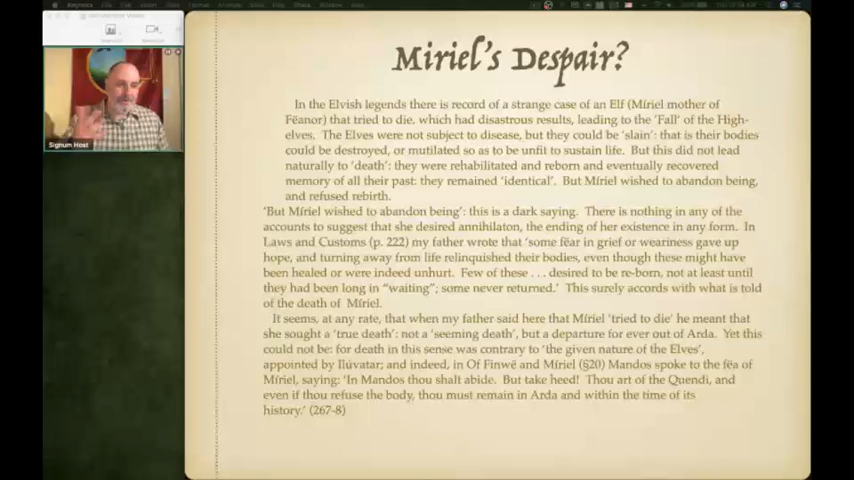 Míriel's Despair?
In the Elvish legends there is record of a strange case of an Elf (Míriel mother of
Fëanor) that tried to die, which had disastrous results, leading to the 'Fall' of the High-
elves. The Elves were not subject to disease, but they could be 'slain': that is their bodies
could be destroyed, or mutilated so as to be unfit to sustain life. But this did not lead
naturally to 'death': they were rehabilitated and reborn and eventually recovered
memory of all their past: they remained 'identical'. But Míriel wished to abandon being,
and refused rebirth.
'But Míriel wished to abandon being': this is a dark saying. There is nothing in any of the
accounts to suggest that she desired annihilaton, the ending of her existence in any form. In
Laws and Customs (p. 222) my father wrote that 'some fëar in grief or weariness gave up
hope, and turning away from life relinquished their bodies, even though these might have
been healed or were indeed unhurt. Few of these . . . desired to be re-born, not at least until
they had been long in "waiting"; some never returned.' This surely accords with what is told
of the death of Míriel.
It seems, at any rate, that when my father said here that Míriel 'tried to die' he meant that
she sought a 'true death': not a 'seeming death', but a departure for ever out of Arda. Yet this
could not be: for death in this sense was contrary to 'the given nature of the Elves',
appointed by Ilúvatar; and indeed, in Of Finwë and Míriel (§20) Mandos spoke to the fëa of
Míriel, saying: 'In Mandos thou shalt abide. But take heed! Thou art of the Quendi, and
even if thou refuse the body, thou must remain in Arda and within the time of its
history.' (267-8)
Signum Host